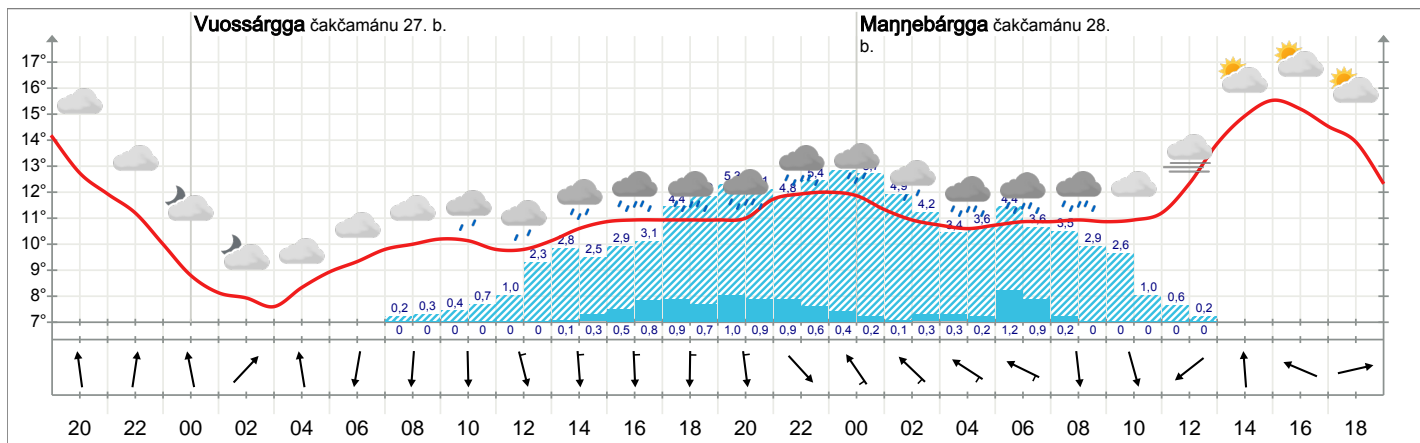 Vuossárgga čakčamánu 27. b.
Maŋŋebárgga čakčamánu 28.
b.
17°
16°
15°
14°
13°
12°
11°
10°
9°
8°
7°
0,2 0,3 0,4 0,7 1,0 2,3 2,8 2,5 2,9 3,1 4,4 4,8 5,4 4,9 4,2 3,4 3,6 4,4 3,6 2,9 2,6 1,0 0,6 0,2
0 0 0 0 0 0 0,1 0,3 0,5 0,8 0,9 0,7 1,0 0,9 0,9 0,6 0,4 0,2 0,1 0,3 0,3 0,2 1,2 0,9 0,2 0 0 0 0 0
20 22 00 02 04 06 08 10 12 14 16 18 20 22 00 02 04 06 08 10 12 14 16 18